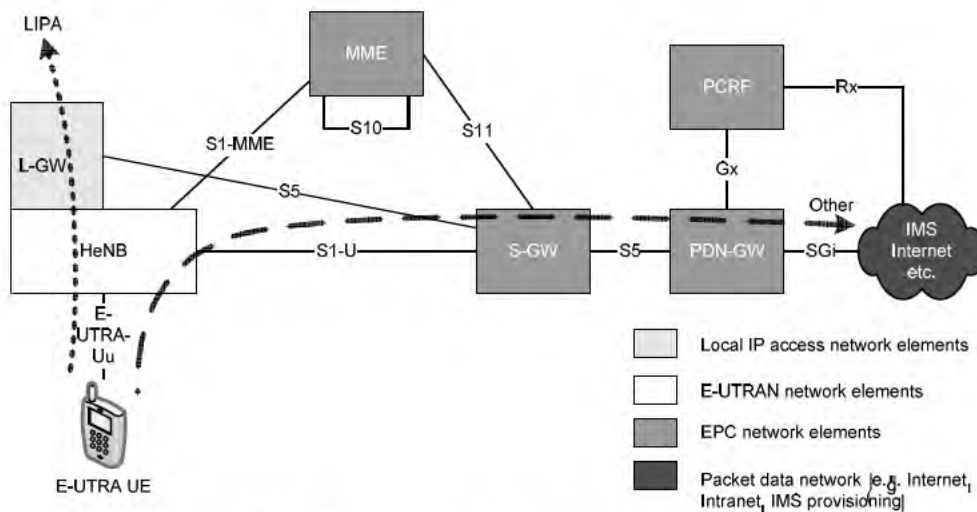 LIPA
MME
PCRF
Rx
S10
S1-MME
S11
L-GW
S5
Gx
Other
HeNB
S1-U
S-GW
S5
PDN-GW
SGi
IMS
Internet
etc.
E-
UTRA-
Uu
E-UTRA UE
Local IP access network elements
E-UTRAN network elements
EPC network elements
Packet data network (e.g. Internet,
Intranet, IMS provisioning)